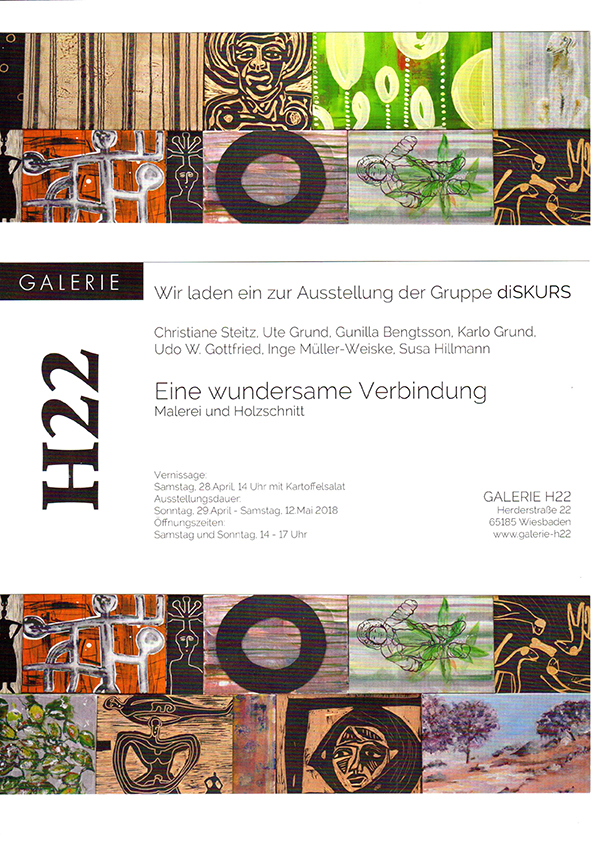 GALERIE
H22
Wir laden ein zur Ausstellung der Gruppe diSKURS
Christiane Steitz, Ute Grund, Gunilla Bengtsson, Karlo Grund,
Udo W. Gottfried, Inge Müller-Weiske, Susa Hillmann
Eine wundersame Verbindung
Malerei und Holzschnitt
Vernissage:
Samstag, 28.April, 14 Uhr mit Kartoffelsalat
Ausstellungsdauer:
Sonntag, 29.April - Samstag, 12.Mai 2018
Öffnungszeiten:
Samstag und Sonntag, 14 - 17 Uhr
GALERIE H22
Herderstraße 22
65185 Wiesbaden
www.galerie-h22